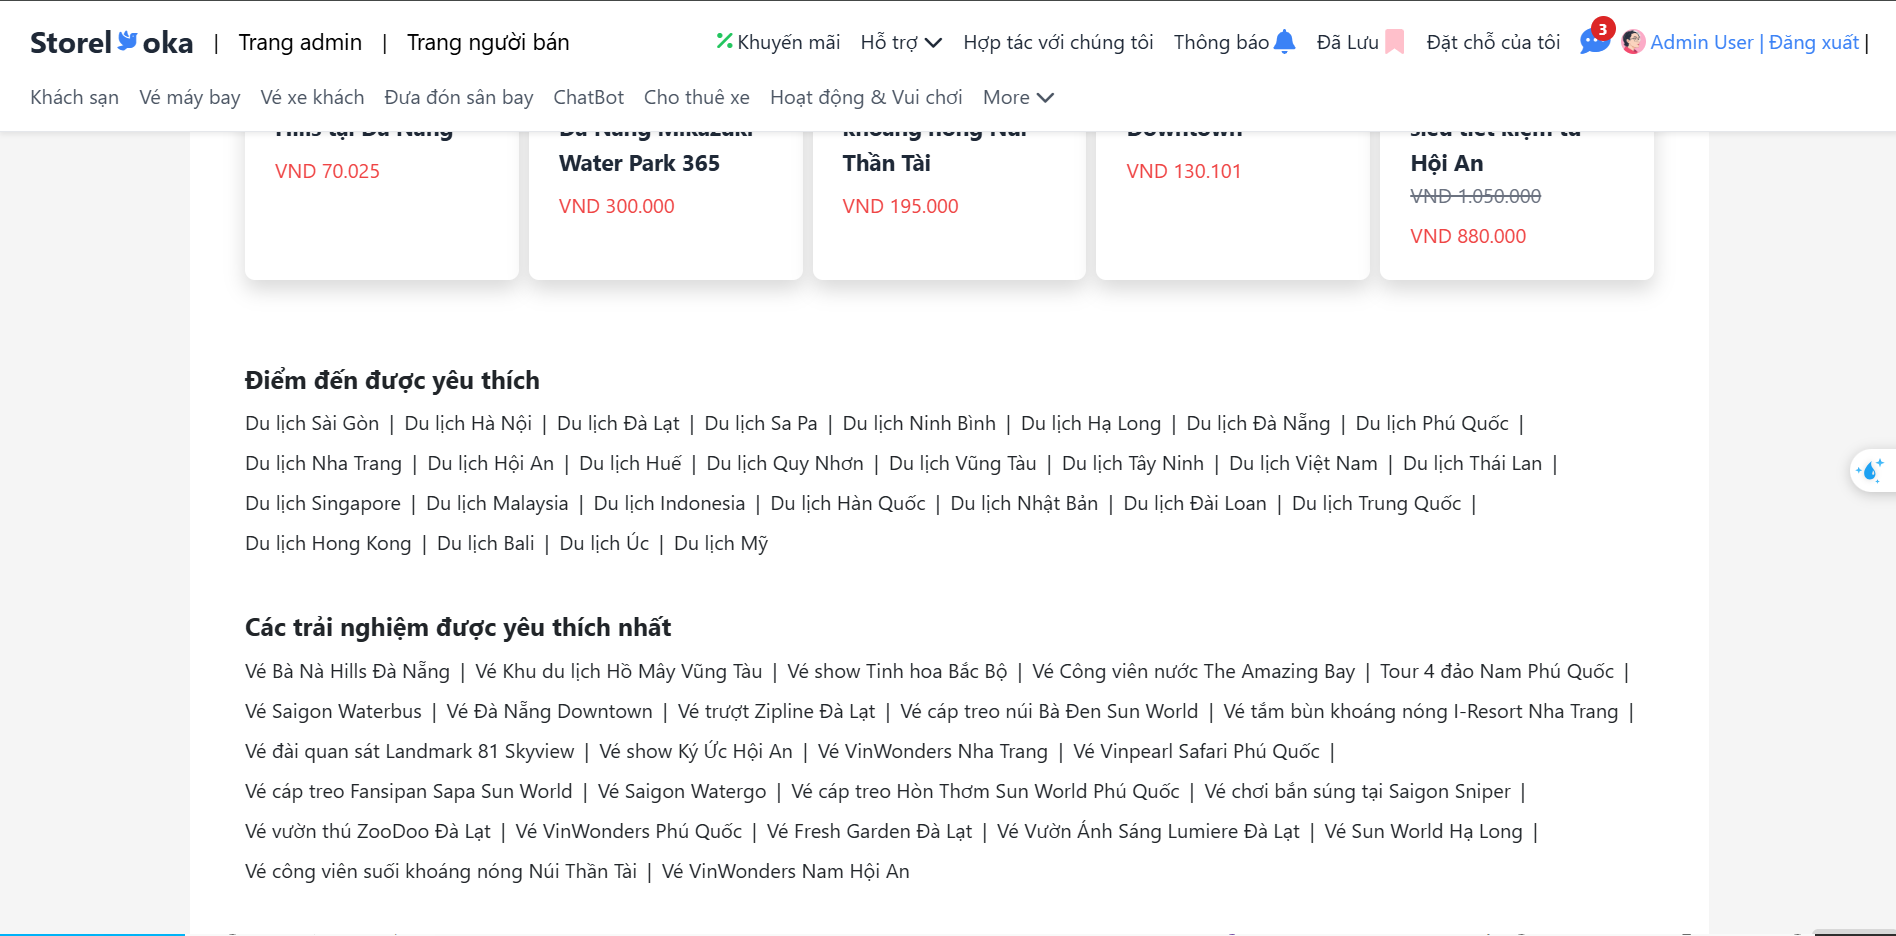 Storel oka | Trang admin | Trang người bán
Khuyến mãi Hỗ trợ Hợp tác với chúng tôi Thông báo Đã Lưu Đặt chỗ của tôi 3 Admin User | Đăng xuất |
Khách sạn Vé máy bay Vé xe khách Đưa đón sân bay ChatBot Cho thuê xe Hoạt động & Vui chơi More
Hills tại Đà Nẵng
VND 70.025
Đà Nẵng Mikazuki
Water Park 365
VND 300.000
khoáng nóng Núi
Thần Tài
VND 195.000
Downtown
VND 130.101
siêu tiết kiệm từ
Hội An
VND 1.050.000
VND 880.000
Điểm đến được yêu thích
Du lịch Sài Gòn | Du lịch Hà Nội | Du lịch Đà Lạt | Du lịch Sa Pa | Du lịch Ninh Bình | Du lịch Hạ Long | Du lịch Đà Nẵng | Du lịch Phú Quốc |
Du lịch Nha Trang | Du lịch Hội An | Du lịch Huế | Du lịch Quy Nhơn | Du lịch Vũng Tàu | Du lịch Tây Ninh | Du lịch Việt Nam | Du lịch Thái Lan |
Du lịch Singapore | Du lịch Malaysia | Du lịch Indonesia | Du lịch Hàn Quốc | Du lịch Nhật Bản | Du lịch Đài Loan | Du lịch Trung Quốc |
Du lịch Hong Kong | Du lịch Bali | Du lịch Úc | Du lịch Mỹ
Các trải nghiệm được yêu thích nhất
Vé Bà Nà Hills Đà Nẵng | Vé Khu du lịch Hồ Mây Vũng Tàu | Vé show Tinh hoa Bắc Bộ | Vé Công viên nước The Amazing Bay | Tour 4 đảo Nam Phú Quốc |
Vé Saigon Waterbus | Vé Đà Nẵng Downtown | Vé trượt Zipline Đà Lạt | Vé cáp treo núi Bà Đen Sun World | Vé tắm bùn khoáng nóng I-Resort Nha Trang |
Vé đài quan sát Landmark 81 Skyview | Vé show Ký Ức Hội An | Vé VinWonders Nha Trang | Vé Vinpearl Safari Phú Quốc |
Vé cáp treo Fansipan Sapa Sun World | Vé Saigon Watergo | Vé cáp treo Hòn Thơm Sun World Phú Quốc | Vé chơi bắn súng tại Saigon Sniper |
Vé vườn thú ZooDoo Đà Lạt | Vé VinWonders Phú Quốc | Vé Fresh Garden Đà Lạt | Vé Vườn Ánh Sáng Lumiere Đà Lạt | Vé Sun World Hạ Long |
Vé công viên suối khoáng nóng Núi Thần Tài | Vé VinWonders Nam Hội An